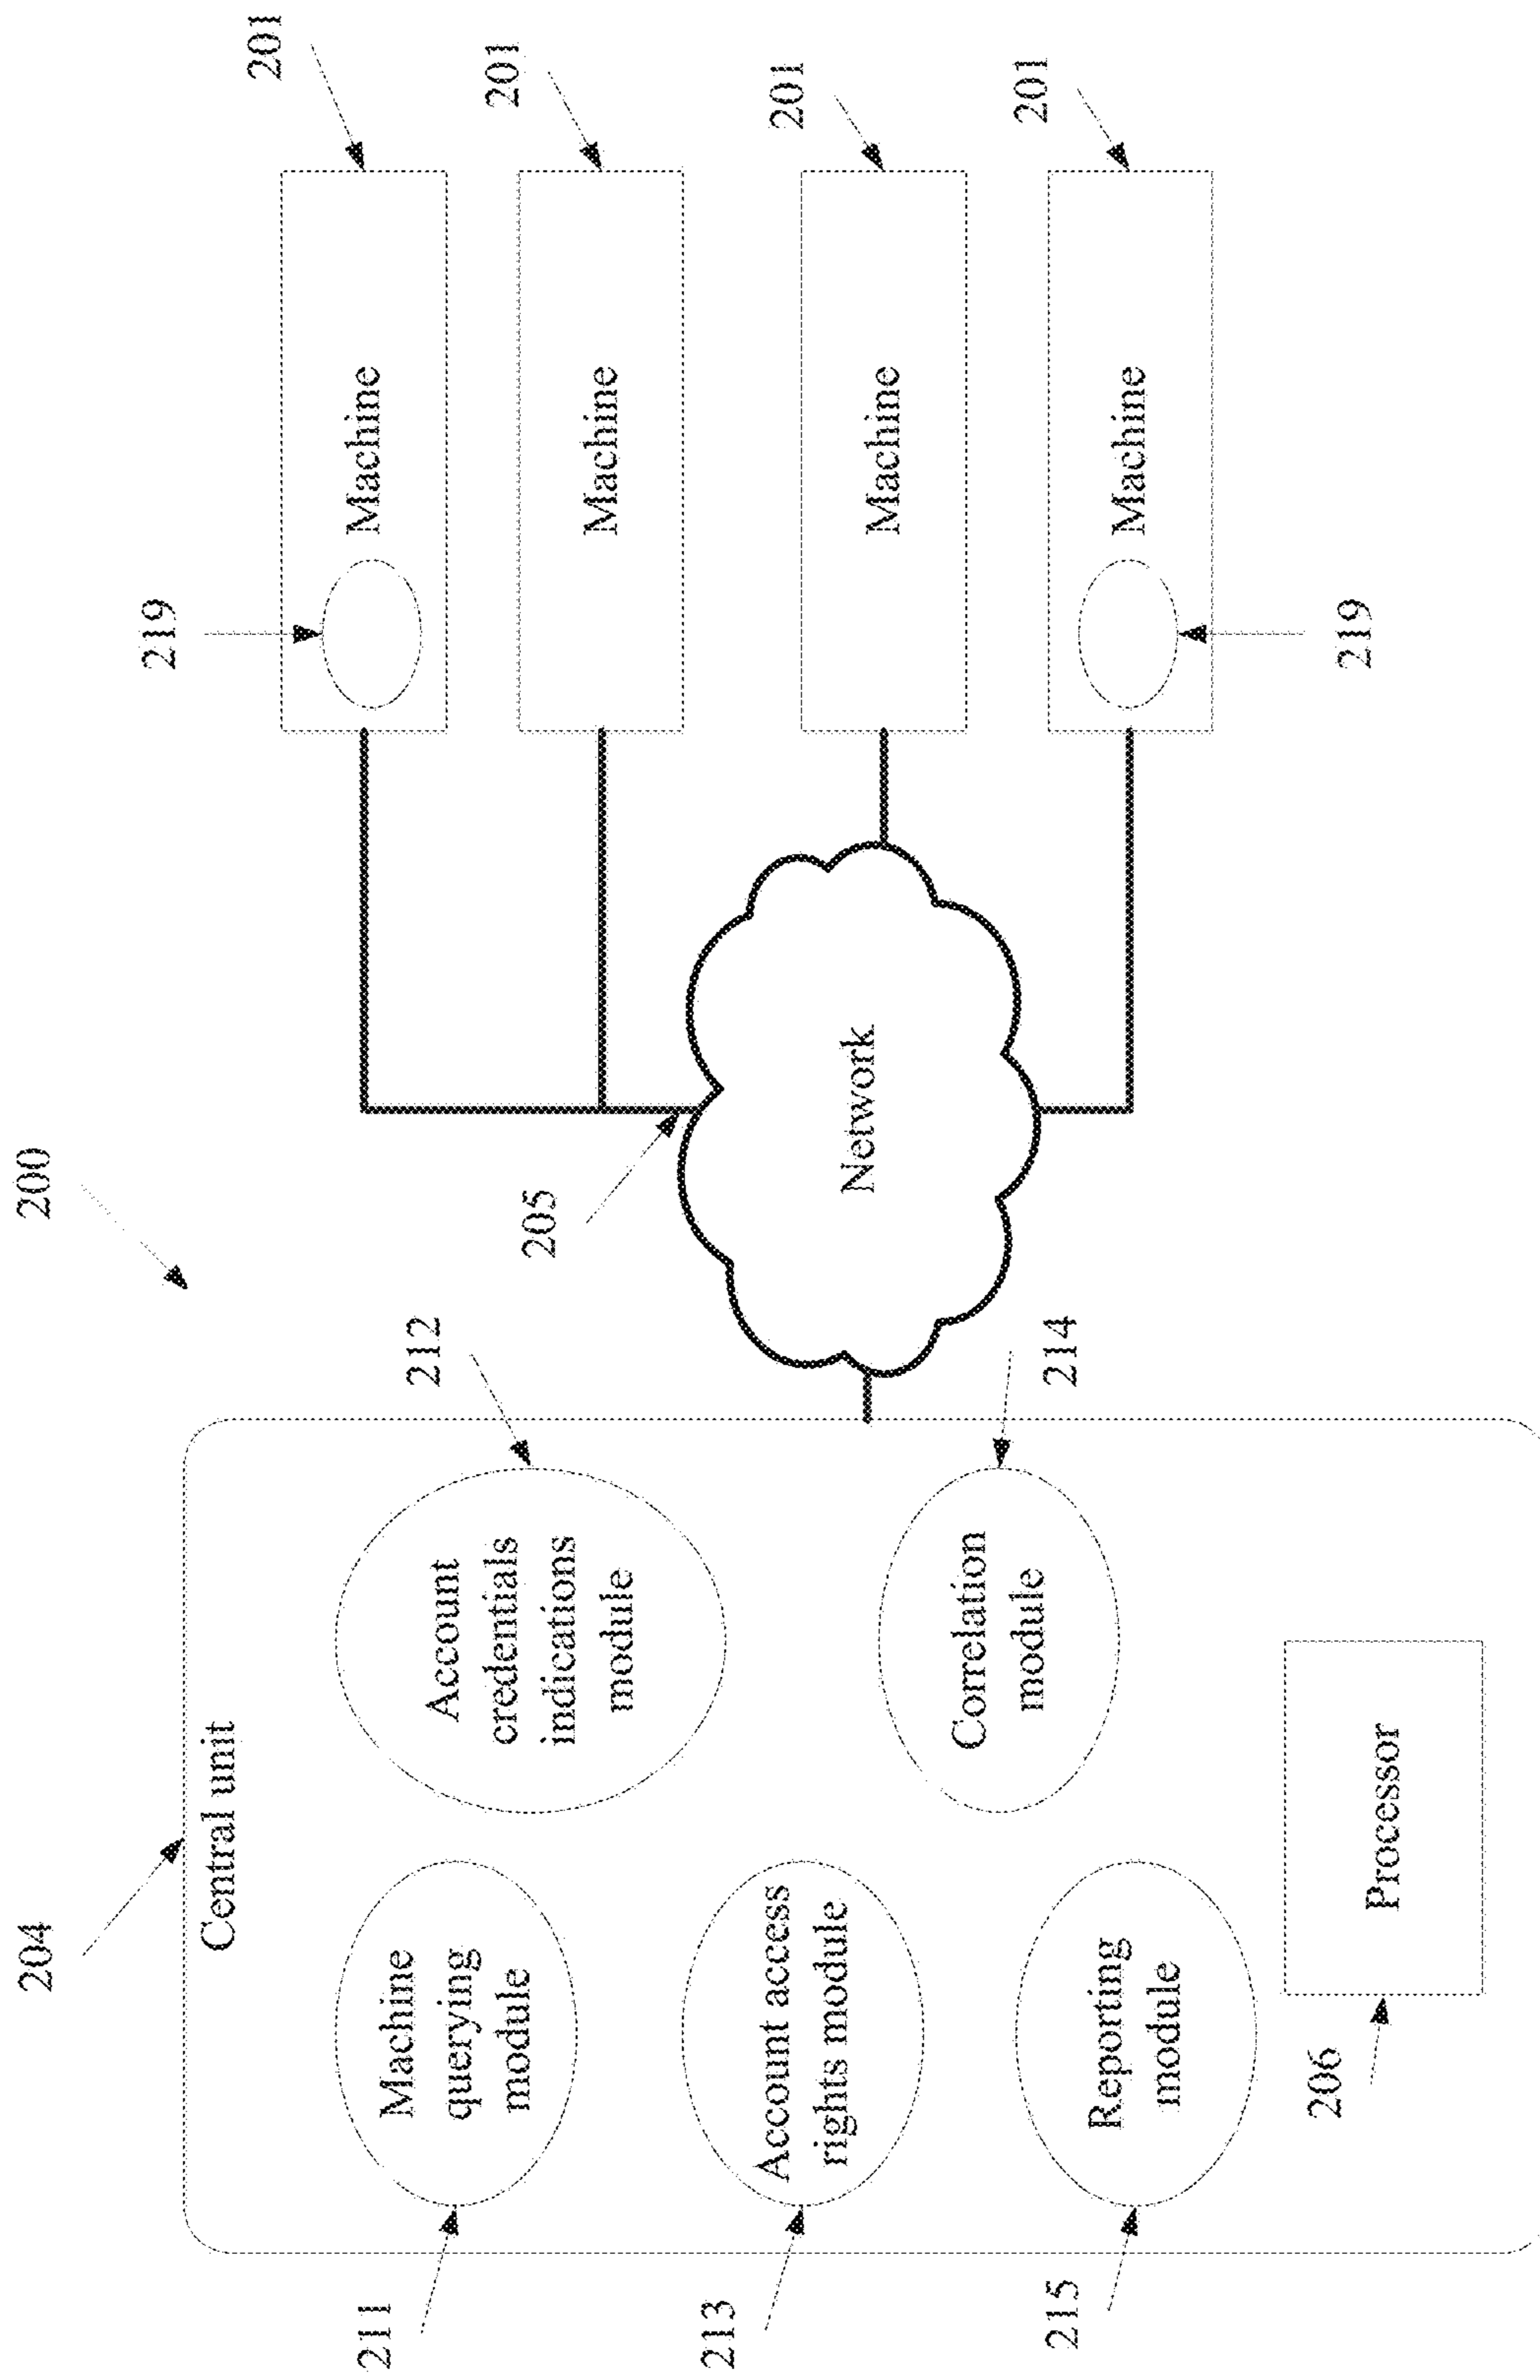 200
204
Central unit
211
Machine
querying
module
212
Account
credentials
indications
module
213
Account access
rights module
214
Correlation
module
215
Reporting
module
206
Processor
205
Network
219
Machine
201
Machine
201
Machine
201
219
Machine
201